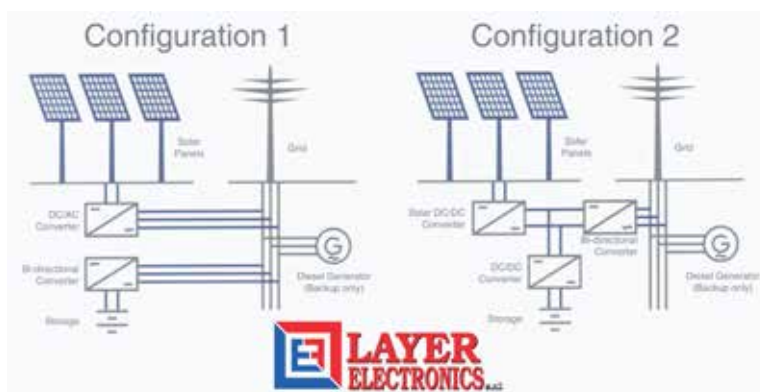 Configuration 1
Solar
Panels
Grid
DC/AC
Converter
Bi-directional
Converter
G
Diesel Generator
(Backup only)
Storage
Configuration 2
Solar
Panels
Grid
Solar DC/DC
Converter
Bi-directional
Converter
DC/DC
Converter
G
Diesel Generator
(Backup only)
Storage
LAYER
ELECTRONICS